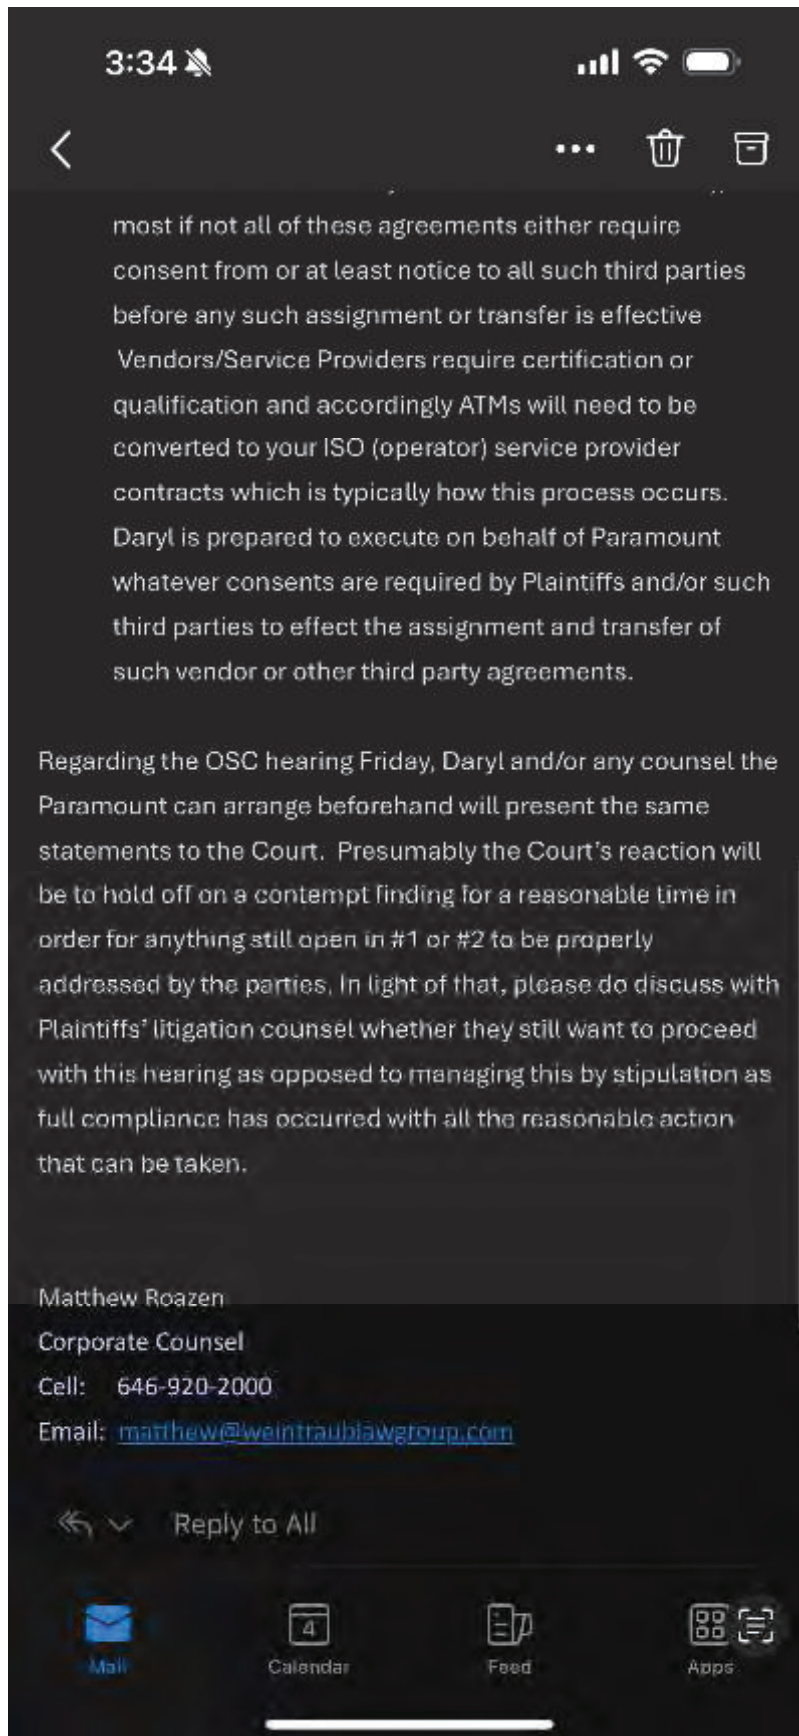 3:34
most if not all of these agreements either require
consent from or at least notice to all such third parties
before any such assignment or transfer is effective
Vendors/Service Providers require certification or
qualification and accordingly ATMs will need to be
converted to your ISO (operator) service provider
contracts which is typically how this process occurs.
Daryl is prepared to execute on behalf of Paramount
whatever consents are required by Plaintiffs and/or such
third parties to effect the assignment and transfer of
such vendor or other third party agreements.
Regarding the OSC hearing Friday, Daryl and/or any counsel the
Paramount can arrange beforehand will present the same
statements to the Court.  Presumably the Court's reaction will
be to hold off on a contempt finding for a reasonable time in
order for anything still open in #1 or #2 to be properly
addressed by the parties. In light of that, please do discuss with
Plaintiffs' litigation counsel whether they still want to proceed
with this hearing as opposed to managing this by stipulation as
full compliance has occurred with all the reasonable action
that can be taken.
Matthew Roazen
Corporate Counsel
Cell: 646-920-2000
Email: matthew@weintraublawgroup.com
Reply to All
4
Mail Calendar Feed Apps